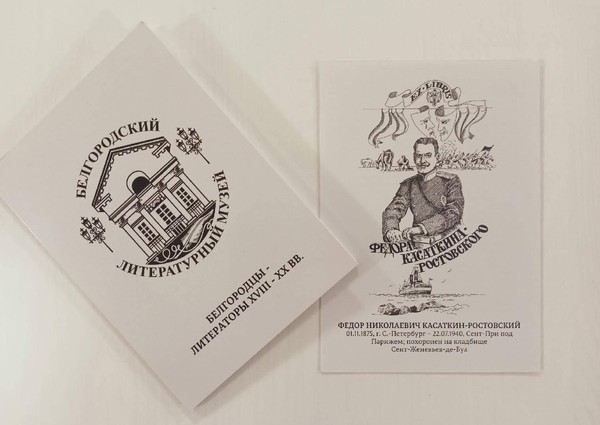 БЕЛГОРОДСКИЙ
ЛИТЕРАТУРНЫЙ МУЗЕЙ
БЕЛГОРОДЦЫ -
ЛИТЕРАТОРЫ XVIII - XX ВВ.
EX-LIBRIS
ФЕДОРА
КАСАТКИНА-
РОСТОВСКОГО
ФЕДОР НИКОЛАЕВИЧ КАСАТКИН-РОСТОВСКИЙ
01.11.1875, г. С.-Петербург – 22.07.1940, Сент-При под
Парижем; похоронен на кладбище
Сент-Женевьев-де-Буа